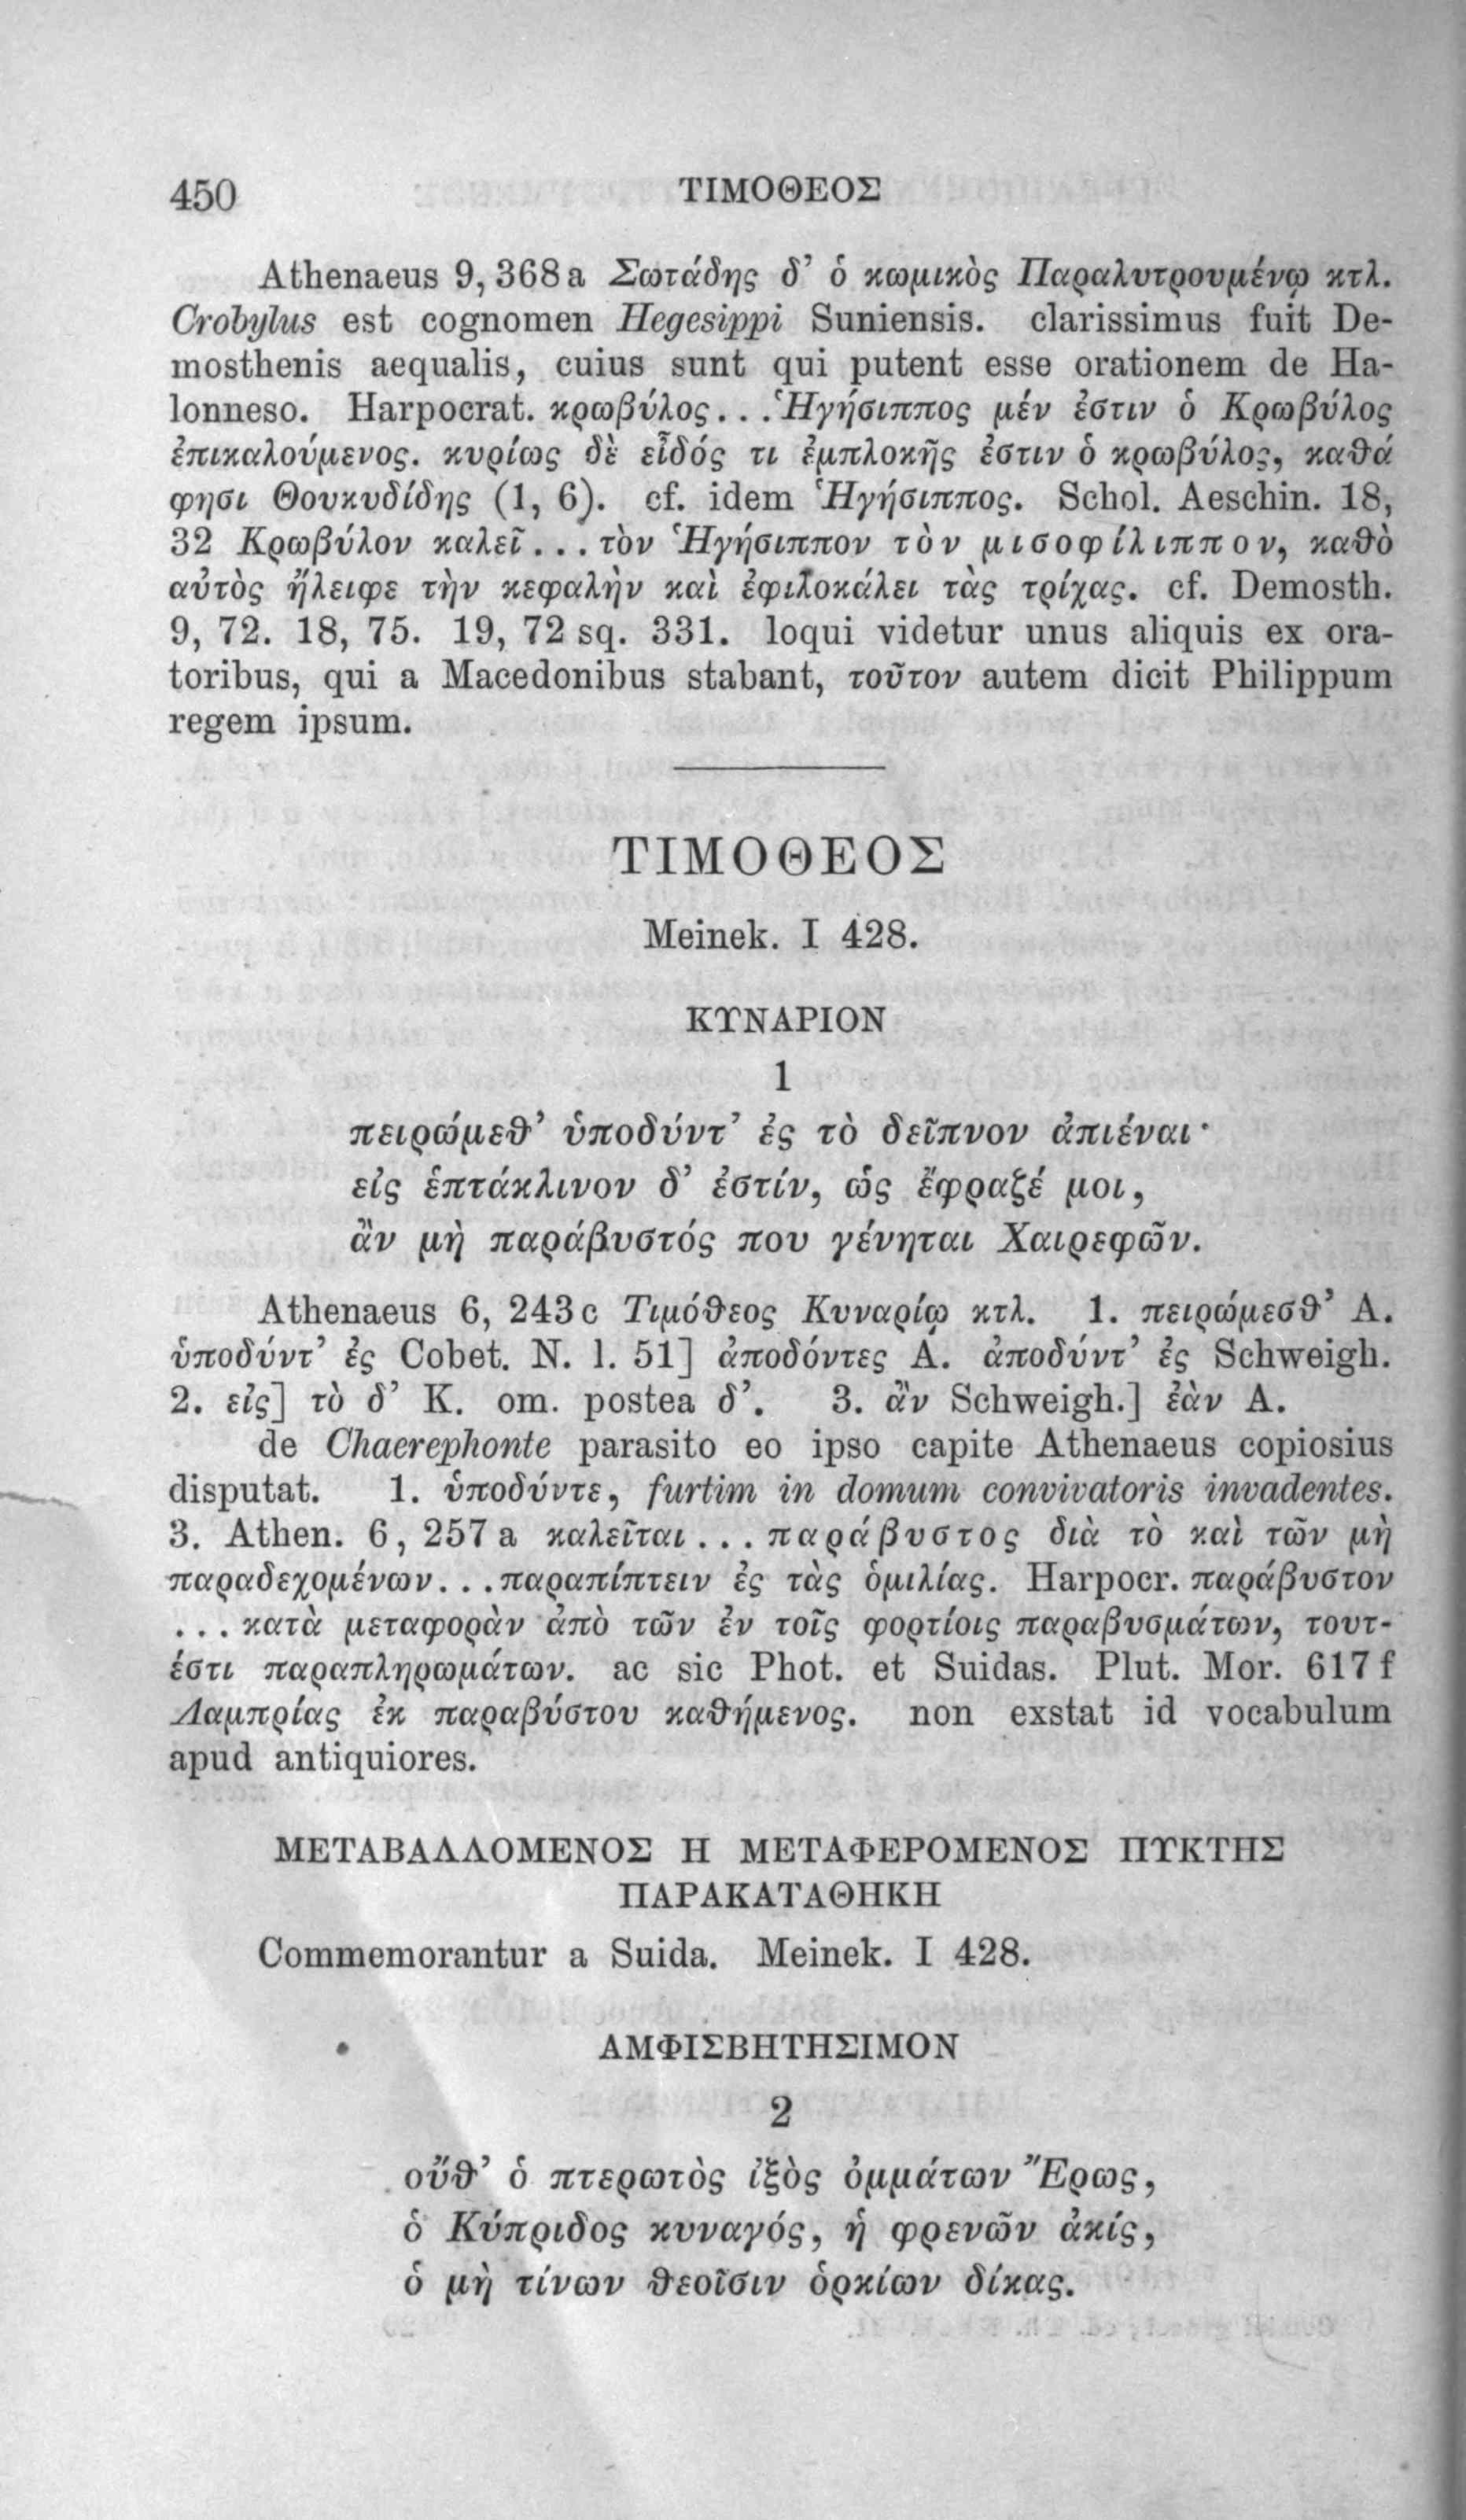 450 ΤΙΜΟΘΕΟΣ
Athenaeus 9, 368 a Σωτάδης δ’ ὁ κωμικὸς Παραλυτρουμένῳ κτλ.
Crobylus est cognomen Hegesippi Suniensis. clarissimus fuit De-
mosthenis aequalis, cuius sunt qui putent esse orationem de Ha-
lonneso. Harpocrat. κρωβύλος... Ἡγήσιππος μέν ἐστιν ὁ Κρωβύλος
ἐπικαλούμενος. κυρίως δὲ εἶδός τι ἐμπλοκῆς ἐστιν ὁ κρωβύλος, καθά
φησι Θουκυδίδης (1, 6). cf. idem Ἡγήσιππος. Schol. Aeschin. 18,
32 Κρωβύλον καλεῖ... τὸν Ἡγήσιππον τὸν μισοφίλιππον, καθὸ
αὐτὸς ἤλειφε τὴν κεφαλὴν καὶ ἐφιλοκάλει τὰς τρίχας. cf. Demosth.
9, 72. 18, 75. 19, 72 sq. 331. loqui videtur unus aliquis ex ora-
toribus, qui a Macedonibus stabant, τοῦτον autem dicit Philippum
regem ipsum.
ΤΙΜΟΘΕΟΣ
Meinek. I 428.
ΚΥΝΑΡΙΟΝ
1
πειρώμεθ’ ὑποδύντ’ ἐς τὸ δεῖπνον ἀπιέναι·
εἰς ἑπτάκλινον δ’ ἐστίν, ὡς ἔφραζέ μοι,
ἂν μὴ παράβυστός που γένηται Χαιρεφῶν.
Athenaeus 6, 243 c Τιμόθεος Κυναρίῳ κτλ. 1. πειρώμεσθ’ A.
ὑποδύντ’ ἐς Cobet. N. l. 51] ἀποδόντες A. ἀποδύντ’ ἐς Schweigh.
2. εἰς] τὸ δ’ K. om. postea δ’. 3. ἂν Schweigh.] ἐὰν A.
de Chaerephonte parasito eo ipso capite Athenaeus copiosius
disputat. 1. ὑποδύντε, furtim in domum convivatoris invadentes.
3. Athen. 6, 257 a καλεῖται... παράβυστος διὰ τὸ καὶ τῶν μὴ
παραδεχομένων... παραπίπτειν ἐς τὰς ὁμιλίας. Harpocr. παράβυστον
... κατὰ μεταφορὰν ἀπὸ τῶν ἐν τοῖς φορτίοις παραβυσμάτων, τουτ-
έστι παραπληρωμάτων. ac sic Phot. et Suidas. Plut. Mor. 617 f
Λαμπρίας ἐκ παραβύστου καθήμενος. non exstat id vocabulum
apud antiquiores.
ΜΕΤΑΒΑΛΛΟΜΕΝΟΣ Η ΜΕΤΑΦΕΡΟΜΕΝΟΣ ΠΥΚΤΗΣ
ΠΑΡΑΚΑΤΑΘΗΚΗ
Commemorantur a Suida. Meinek. I 428.
ΑΜΦΙΣΒΗΤΗΣΙΜΟΝ
2
οὔθ’ ὁ πτερωτὸς ἰξὸς ὀμμάτων Ἔρως,
ὁ Κύπριδος κυναγός, ἡ φρενῶν ἀκίς,
ὁ μὴ τίνων θεοῖσιν ὁρκίων δίκας.